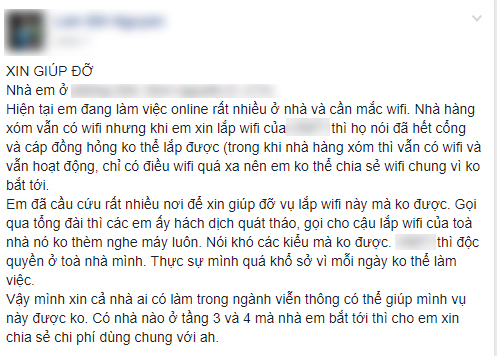 XIN GIÚP ĐỠ
Nhà em ở
Hiện tại em đang làm việc online rất nhiều ở nhà và cần mắc wifi. Nhà hàng
xóm vẫn có wifi nhưng khi em xin lắp wifi của thì họ nói đã hết cổng
và cáp đồng hỏng ko thể lắp được (trong khi nhà hàng xóm thì vẫn có wifi và
vẫn hoạt động, chỉ có điều wifi quá xa nên em ko thể chia sẻ wifi chung vì ko
bắt tới.
Em đã cầu cứu rất nhiều nơi để xin giúp đỡ vụ lắp wifi này mà ko được. Gọi
qua tổng đài thì các em ấy hách dịch quát tháo, gọi cho cậu lắp wifi của toà
nhà nó ko thèm nghe máy luôn. Nói khó các kiểu mà ko được. thì độc
quyền ở toà nhà mình. Thực sự mình quá khổ sở vì mỗi ngày ko thể làm
việc.
Vậy mình xin cả nhà ai có làm trong ngành viễn thông có thể giúp mình vụ
này được ko. Có nhà nào ở tầng 3 và 4 mà nhà em bắt tới thì cho em xin
chia sẻ chi phí dùng chung với ah.